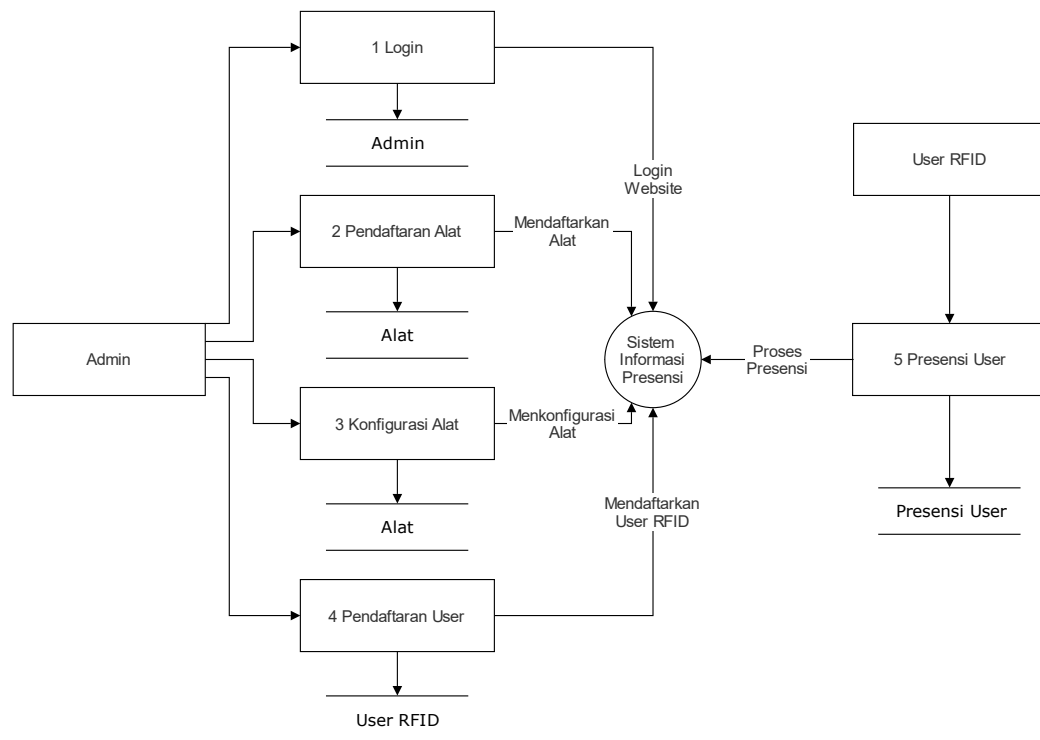 1 Login
Admin
Login
Website
User RFID
2 Pendaftaran Alat
Mendaftarkan
Alat
Alat
Admin
Sistem
Informasi
Presensi
Proses
Presensi
5 Presensi User
3 Konfigurasi Alat
Menkonfigurasi
Alat
Alat
Mendaftarkan
User RFID
Presensi User
4 Pendaftaran User
User RFID